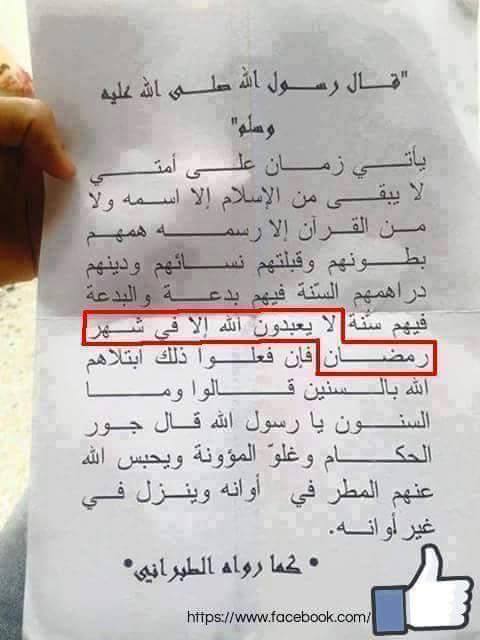 "قال رسول الله صلى الله عليه
وسلم"
يأتي زمان على أمتي
لا يبقى من الإسلام إلا اسمه ولا
من القرآن إلا رسمه همهم
بطونهم وقبلتهم نسائهم ودينهم
دراهمهم السنّة فيهم بدعة والبدعة
فيهم سنّة لا يعبدون الله إلا في شهر
رمضان فإن فعلوا ذلك ابتلاهم
الله بالسنين قالوا وما
السنون يا رسول الله قال جور
الحكام وغلوّ المؤونة ويحبس الله
عنهم المطر في أوانه وينزل في
غير أوانه.
• كما رواه الطبراني•
https://www.facebook.com/